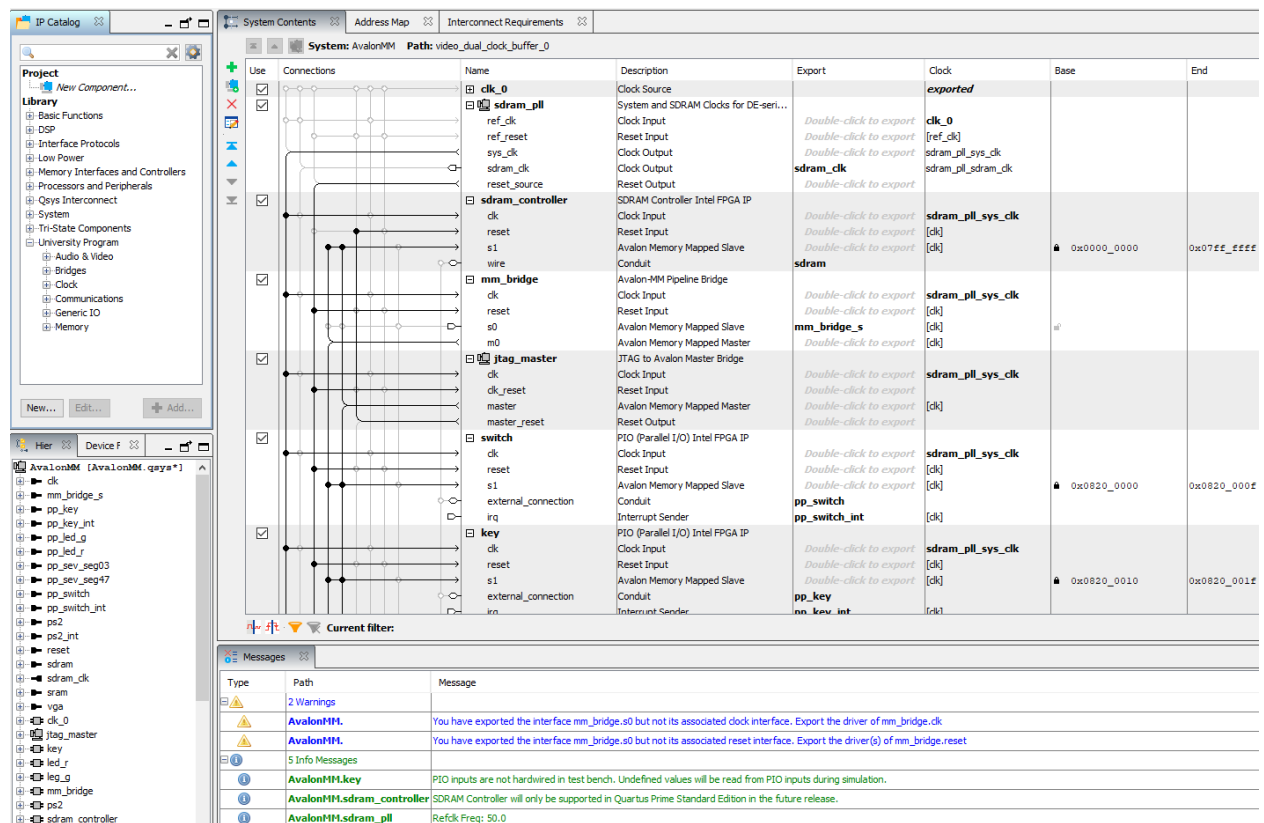 IP Catalog
Project
New Component...
Library
Basic Functions
DSP
Interface Protocols
Low Power
Memory Interfaces and Controllers
Processors and Peripherals
Qsys Interconnect
System
Tri-State Components
University Program
Audio & Video
Bridges
Clock
Communications
Generic IO
Memory
New... Edit... Add...
Hier Device F
AvalonMM [AvalonMM.qsys*]
clk
mm_bridge_s
pp_key
pp_key_int
pp_led_g
pp_led_r
pp_sev_seg03
pp_sev_seg47
pp_switch
pp_switch_int
ps2
ps2_int
reset
sdram
sdram_clk
sram
vga
clk_0
jtag_master
key
led_r
leg_g
mm_bridge
ps2
sdram_controller
System Contents Address Map Interconnect Requirements
System: AvalonMM Path: video_dual_clock_buffer_0
Use Connections Name Description Export Clock Base End
clk_0 Clock Source exported
sdram_pll System and SDRAM Clocks for DE-seri...
ref_clk Clock Input Double-click to export clk_0
ref_reset Reset Input Double-click to export [ref_clk]
sys_clk Clock Output Double-click to export sdram_pll_sys_clk
sdram_clk Clock Output sdram_clk sdram_pll_sdram_clk
reset_source Reset Output Double-click to export
sdram_controller SDRAM Controller Intel FPGA IP
clk Clock Input Double-click to export sdram_pll_sys_clk
reset Reset Input Double-click to export [clk]
s1 Avalon Memory Mapped Slave Double-click to export [clk] 0x0000_0000 0x07ff_ffff
wire Conduit sdram
mm_bridge Avalon-MM Pipeline Bridge
clk Clock Input Double-click to export sdram_pll_sys_clk
reset Reset Input Double-click to export [clk]
s0 Avalon Memory Mapped Slave mm_bridge_s [clk]
m0 Avalon Memory Mapped Master Double-click to export [clk]
jtag_master JTAG to Avalon Master Bridge
clk Clock Input Double-click to export sdram_pll_sys_clk
clk_reset Reset Input Double-click to export
master Avalon Memory Mapped Master Double-click to export [clk]
master_reset Reset Output Double-click to export
switch PIO (Parallel I/O) Intel FPGA IP
clk Clock Input Double-click to export sdram_pll_sys_clk
reset Reset Input Double-click to export [clk]
s1 Avalon Memory Mapped Slave Double-click to export [clk] 0x0820_0000 0x0820_000f
external_connection Conduit pp_switch
irq Interrupt Sender pp_switch_int [clk]
key PIO (Parallel I/O) Intel FPGA IP
clk Clock Input Double-click to export sdram_pll_sys_clk
reset Reset Input Double-click to export [clk]
s1 Avalon Memory Mapped Slave Double-click to export [clk] 0x0820_0010 0x0820_001f
external_connection Conduit pp_key
irq Interrupt Sender pp_key_int [clk]
Current filter:
Messages
Type Path Message
2 Warnings
AvalonMM. You have exported the interface mm_bridge.s0 but not its associated clock interface. Export the driver of mm_bridge.clk
AvalonMM. You have exported the interface mm_bridge.s0 but not its associated reset interface. Export the driver(s) of mm_bridge.reset
5 Info Messages
AvalonMM.key PIO inputs are not hardwired in test bench. Undefined values will be read from PIO inputs during simulation.
AvalonMM.sdram_controller SDRAM Controller will only be supported in Quartus Prime Standard Edition in the future release.
AvalonMM.sdram_pll Refclk Freq: 50.0